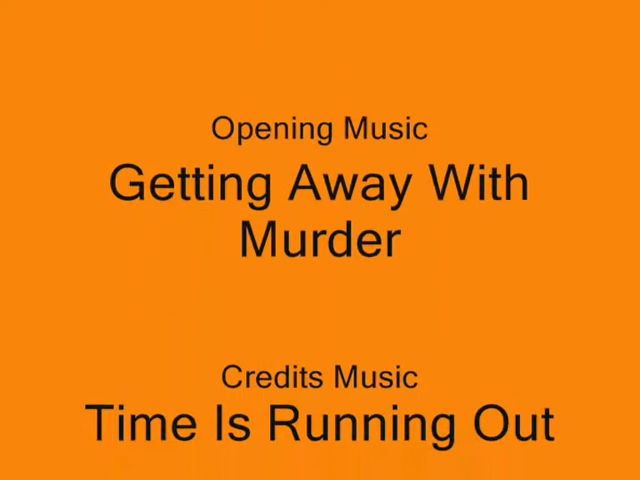 Opening Music
Getting Away With
Murder
Credits Music
Time Is Running Out